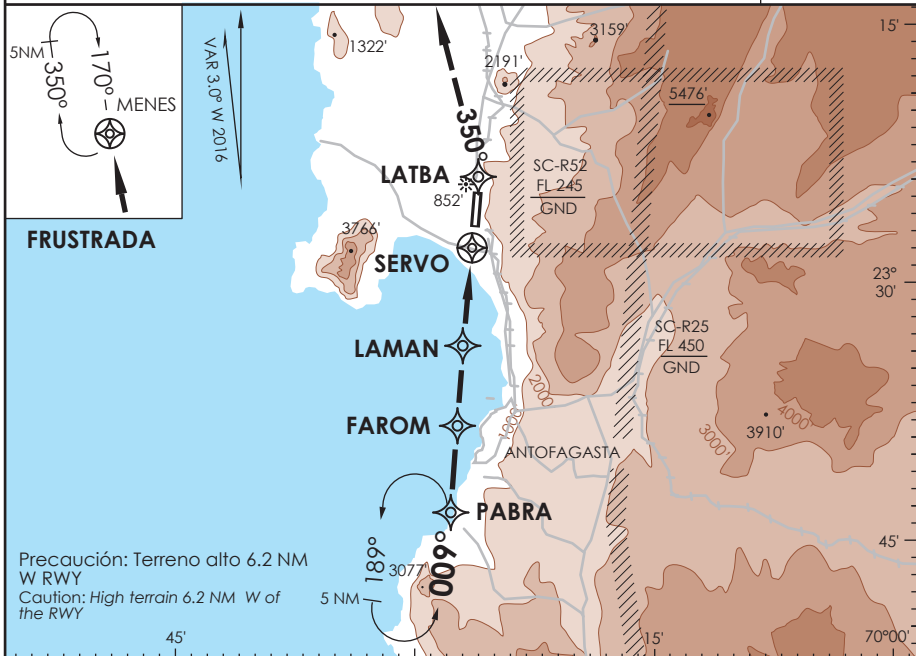 5NM
350°
170°
MENES
FRUSTRADA
VAR 3.0° W 2016
1322'
3159'
2191'
5476'
15'
350°
LATBA
852'
SC-R52
FL 245
GND
3766'
SERVO
23°
30'
LAMAN
SC-R25
FL 450
GND
2000
1000
FAROM
4000'
3000'
3910'
ANTOFAGASTA
PABRA
45'
189°
3077'
009°
5 NM
Precaución: Terreno alto 6.2 NM
W RWY
Caution: High terrain 6.2 NM W of
the RWY
45'
15'
70°00'